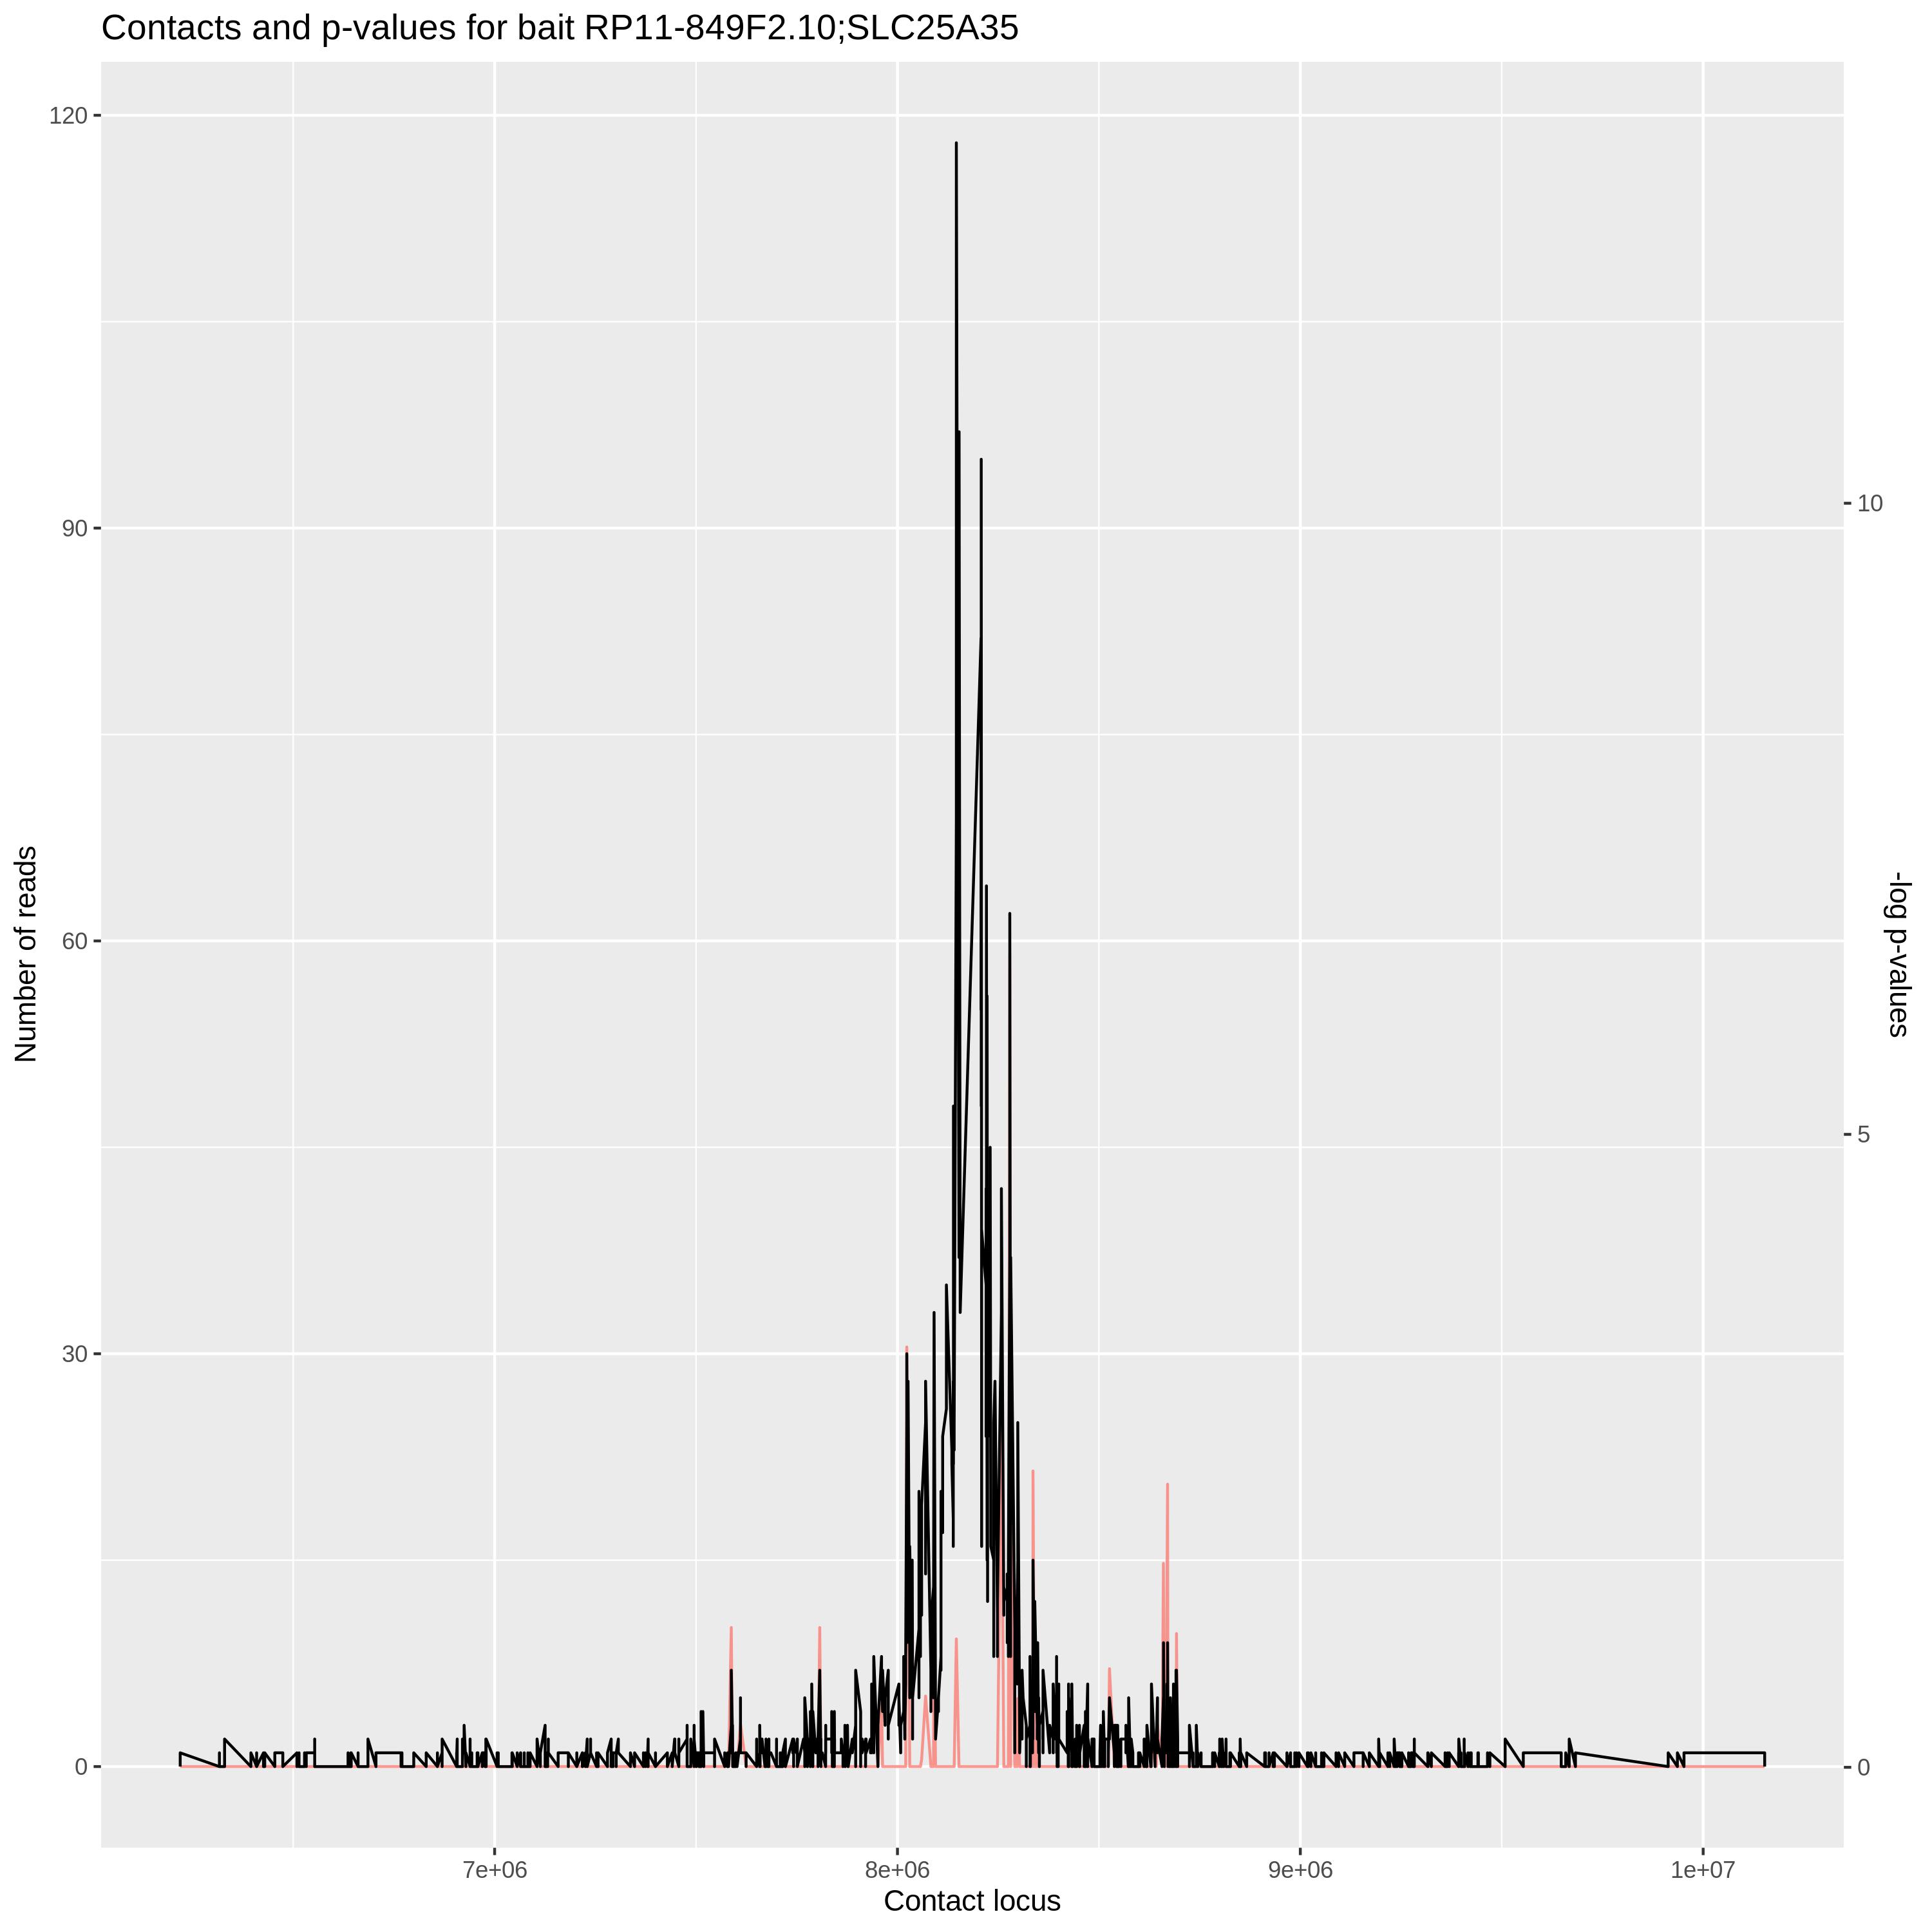 Contacts and p-values for bait RP11-849F2.10;SLC25A35
120
90
60
30
0
Number of reads
10
5
0
-log p-values
7e+06
8e+06
9e+06
1e+07
Contact locus